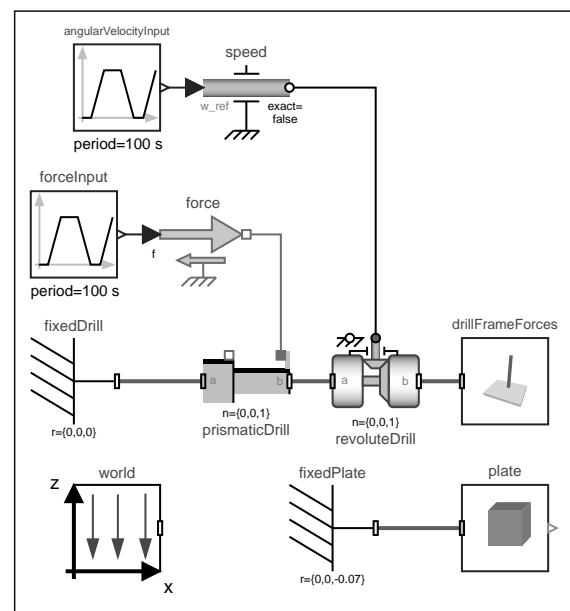 angularVelocityInput
speed
w_ref
exact=
false
period=100 s
forceInput
force
f
period=100 s
fixedDrill
drillFrameForces
a
b
a
b
n={0,0,1}
n={0,0,1}
r={0,0,0}
prismaticDrill
revoluteDrill
world
fixedPlate
plate
z
x
r={0,0,-0.07}